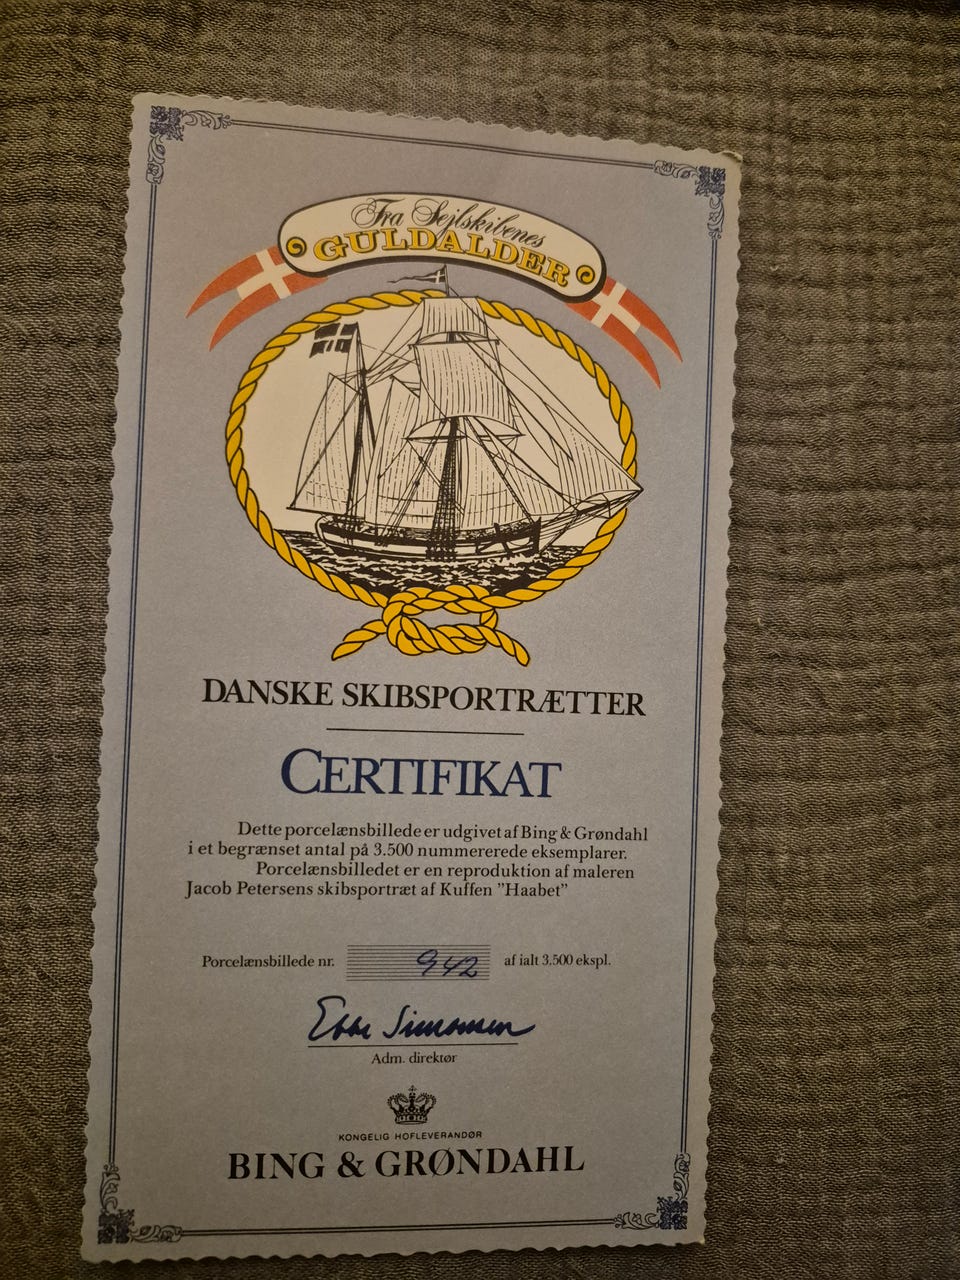 Fra Sejlskibenes
GULDALDER
DANSKE SKIBSPORTRÆTTER
CERTIFIKAT
Dette porcelænsbillede er udgivet af Bing & Grøndahl
i et begrænset antal på 3.500 nummererede eksemplarer.
Porcelænsbilledet er en reproduktion af maleren
Jacob Petersens skibsportræt af Kuffen "Haabet"
Porcelænsbillede nr. 942 af ialt 3.500 ekspl.
Ebbe Simonsen
Adm. direktør
KONGELIG HOFLEVERANDØR
BING & GRØNDAHL